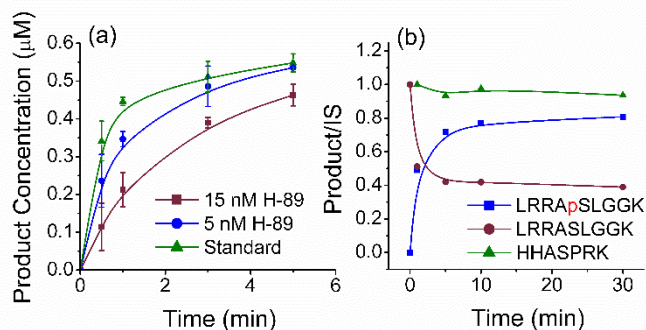 (a)
Product Concentration (μM)
0.6
0.5
0.4
0.3
0.2
0.1
0.0
15 nM H-89
5 nM H-89
Standard
0 2 4 6
Time (min)
(b)
Product/IS
1.2
1.0
0.8
0.6
0.4
0.2
0.0
LRRApSLGGK
LRRASLGGK
HHASPRK
0 10 20 30
Time (min)